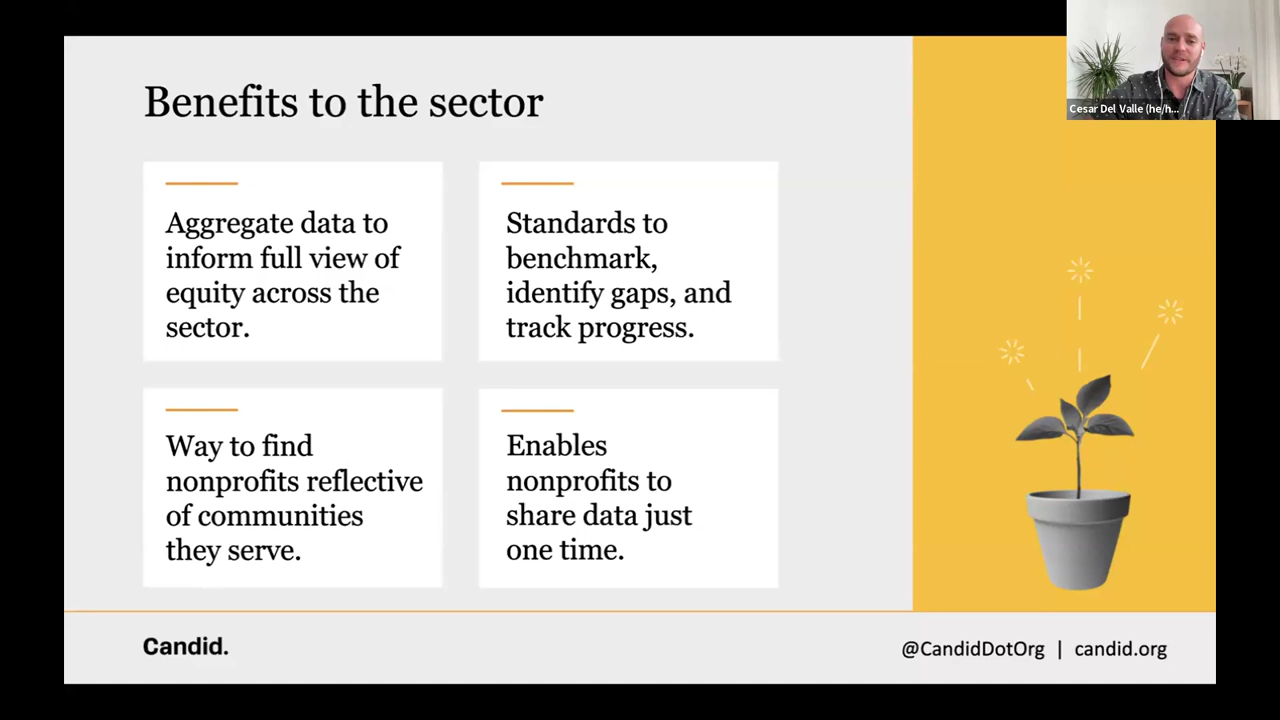 Benefits to the sector
Aggregate data to
inform full view of
equity across the
sector.
Standards to
benchmark,
identify gaps, and
track progress.
Way to find
nonprofits reflective
of communities
they serve.
Enables
nonprofits to
share data just
one time.
Candid.
@CandidDotOrg | candid.org
Cesar Del Valle (he/h...